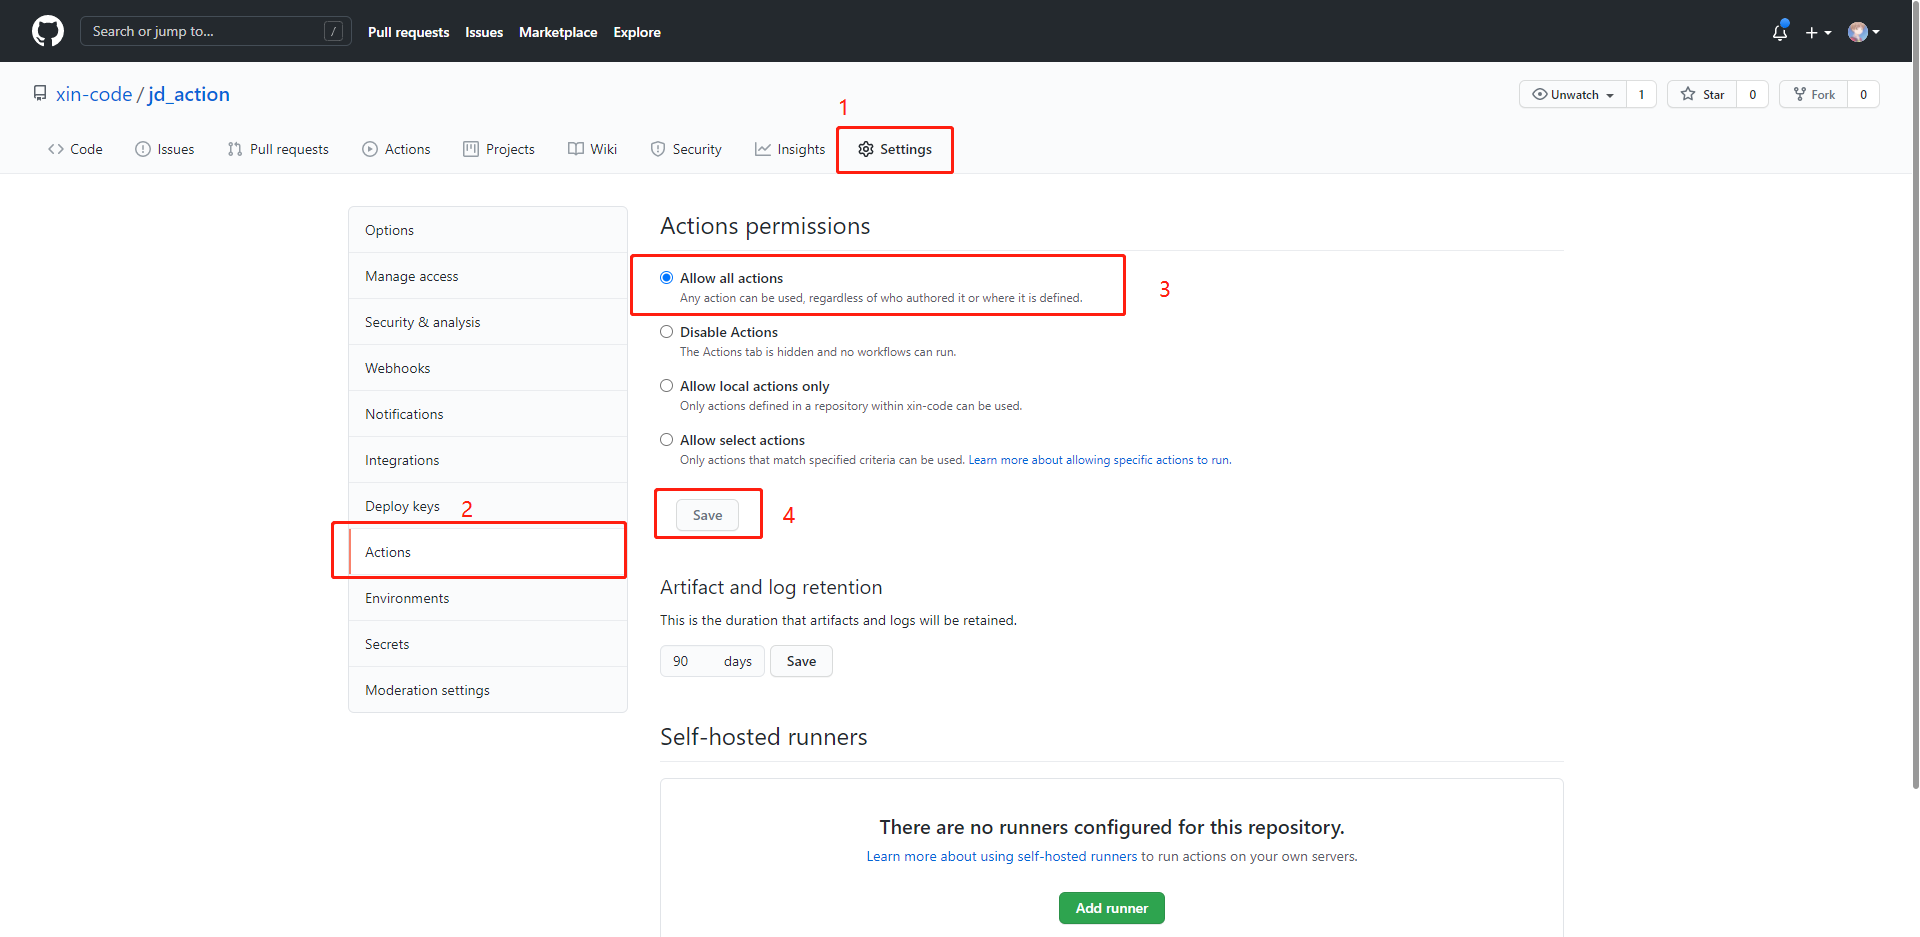 Search or jump to... /
Pull requests Issues Marketplace Explore
xin-code / jd_action
Unwatch 1 Star 0 Fork 0
1
Code Issues Pull requests Actions Projects Wiki Security Insights Settings
Options
Manage access
Security & analysis
Webhooks
Notifications
Integrations
Deploy keys
2
Actions
Environments
Secrets
Moderation settings
Actions permissions
Allow all actions
Any action can be used, regardless of who authored it or where it is defined.
3
Disable Actions
The Actions tab is hidden and no workflows can run.
Allow local actions only
Only actions defined in a repository within xin-code can be used.
Allow select actions
Only actions that match specified criteria can be used. Learn more about allowing specific actions to run.
Save
4
Artifact and log retention
This is the duration that artifacts and logs will be retained.
90 days Save
Self-hosted runners
There are no runners configured for this repository.
Learn more about using self-hosted runners to run actions on your own servers.
Add runner